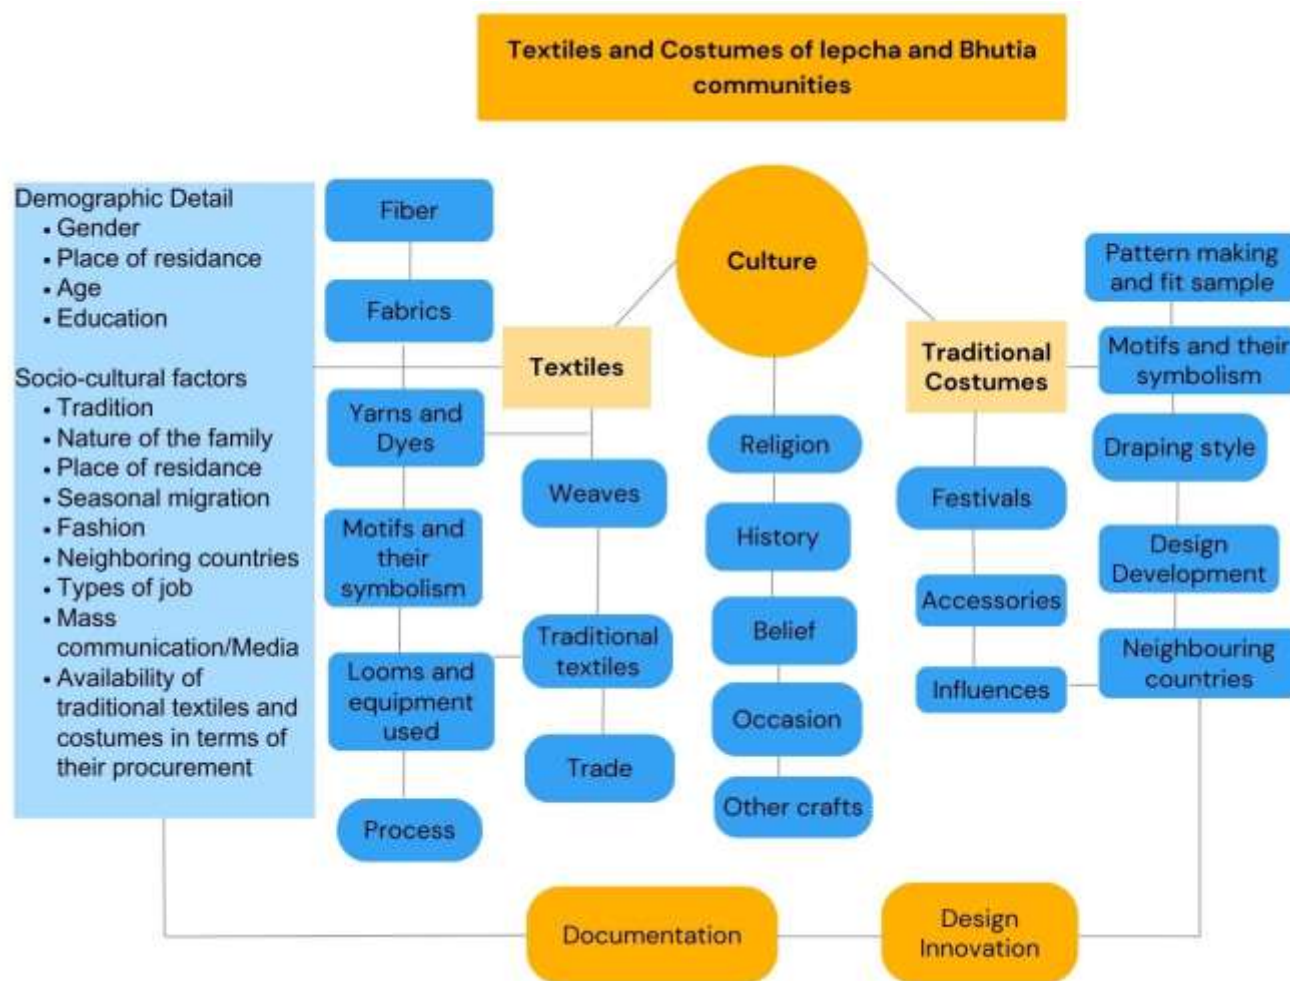 Textiles and Costumes of lepcha and Bhutia
communities
Demographic Detail
• Gender
• Place of residance
• Age
• Education
Socio-cultural factors
• Tradition
• Nature of the family
• Place of residance
• Seasonal migration
• Fashion
• Neighboring countries
• Types of job
• Mass
communication/Media
• Availability of
traditional textiles and
costumes in terms of
their procurement
Fiber
Fabrics
Yarns and
Dyes
Motifs and
their
symbolism
Looms and
equipment
used
Process
Textiles
Weaves
Traditional
textiles
Trade
Culture
Religion
History
Belief
Occasion
Other crafts
Traditional
Costumes
Festivals
Accessories
Influences
Pattern making
and fit sample
Motifs and their
symbolism
Draping style
Design
Development
Neighbouring
countries
Documentation
Design
Innovation